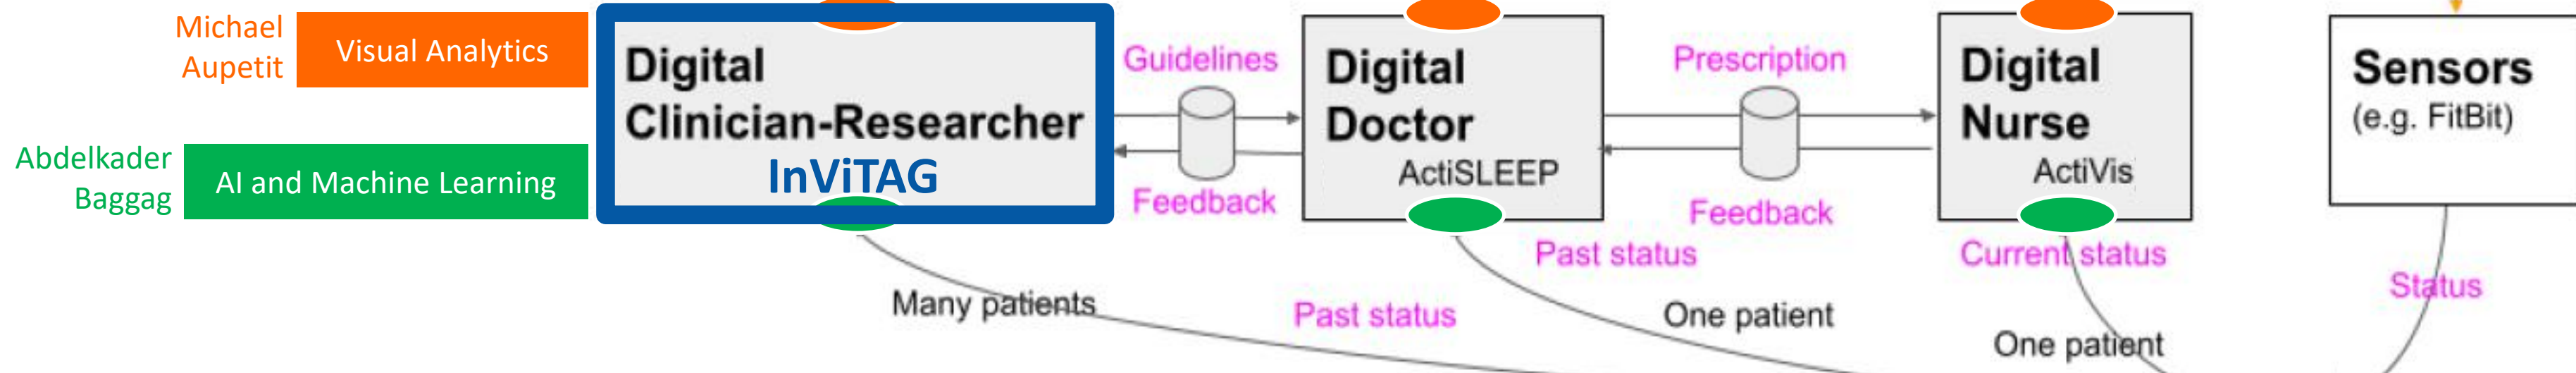 Michael
Aupetit
Visual Analytics
Abdelkader
Baggag
AI and Machine Learning
Digital
Clinician-Researcher
InViTAG
Guidelines
Feedback
Digital
Doctor
ActiSLEEP
Prescription
Feedback
Digital
Nurse
ActiVis
Sensors
(e.g. FitBit)
Many patients
Past status
Past status
One patient
Current status
One patient
Status